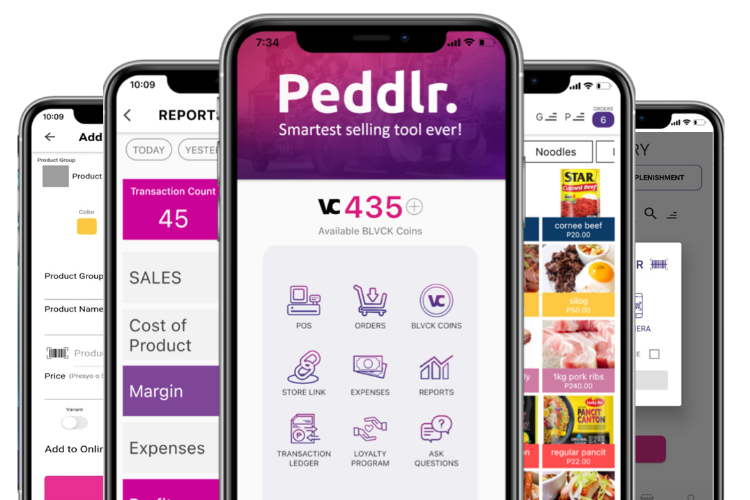 10:09
Add
Product Group
Product
Color
Product Group
Product Name
Produ
Price (Presyo o
Variant
Add to Onlin
10:09
REPORT
TODAY
YESTE
Transaction Count
45
SALES
Cost of
Product
Margin
Expenses
7:34
Peddlr.
Smartest selling tool ever!
VC 435
Available BLVCK Coins
POS
ORDERS
VC
BLVCK COINS
STORE LINK
EXPENSES
REPORTS
TRANSACTION
LEDGER
LOYALTY
PROGRAM
ASK
QUESTIONS
G
P
ORDERS
6
Noodles
STAR
Corned Beef
cornee beef
P20.00
silog
P50.00
ly
1kg pork ribs
P240.00
Lucky Me!
PANCIT
CANTON
n
regular pancit
P22.00
RY
PLENISHMENT
R
ERA
E